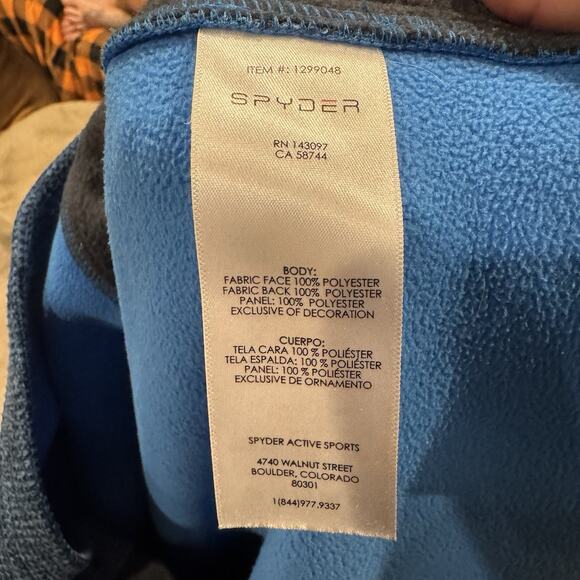 ITEM #: 1299048
SPYDER
RN 143097
CA 58744
BODY:
FABRIC FACE 100% POLYESTER
FABRIC BACK 100% POLYESTER
PANEL: 100% POLYESTER
EXCLUSIVE OF DECORATION
CUERPO:
TELA CARA 100 % POLIÉSTER
TELA ESPALDA: 100 % POLIÉSTER
PANEL: 100 % POLIÉSTER
EXCLUSIVE DE ORNAMENTO
SPYDER ACTIVE SPORTS
4740 WALNUT STREET
BOULDER, COLORADO
80301
1(844)977.9337